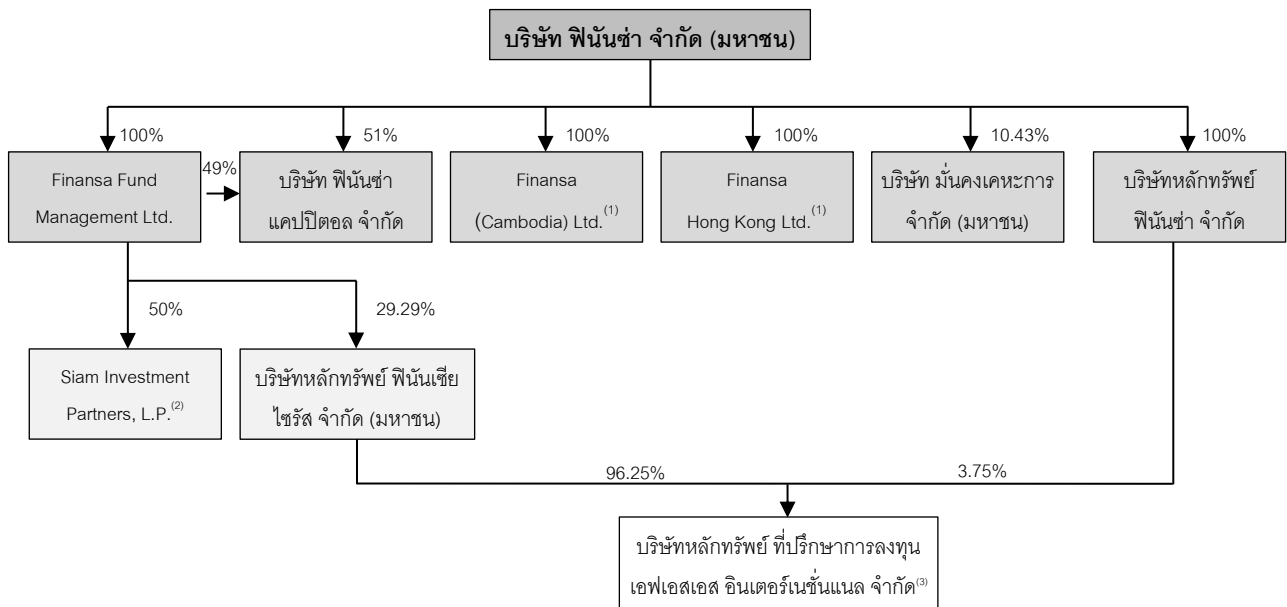 บริษัท ฟินันซ่า จำกัด (มหาชน)
100%
51%
100%
100%
10.43%
100%
Finansa Fund
Management Ltd.
49%
บริษัท ฟินันซ่า
แคปปิตอล จำกัด
Finansa
(Cambodia) Ltd.(1)
Finansa
Hong Kong Ltd.(1)
บริษัท มั่นคงเคหะการ
จำกัด (มหาชน)
บริษัทหลักทรัพย์
ฟินันซ่า จำกัด
50%
29.29%
Siam Investment
Partners, L.P.(2)
บริษัทหลักทรัพย์ ฟินันเซีย
ไซรัส จำกัด (มหาชน)
96.25%
3.75%
บริษัทหลักทรัพย์ ที่ปรึกษาการลงทุน
เอฟเอสเอส อินเตอร์เนชั่นแนล จำกัด(3)